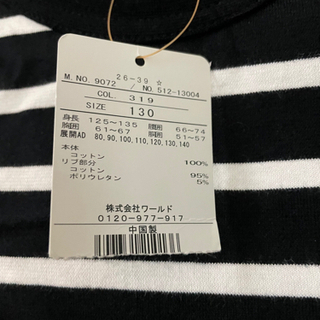 26-39 ☆
M. NO. 9072 / NO. 512-13004
COL. 319
SIZE 130
身長 125~135 腰囲 66~74
胸囲 61~67 胴囲 51~57
展開AD 80,90,100,110,120,130,140
本体
コットン 100%
リブ部分
コットン 95%
ポリウレタン 5%
株式会社ワールド
0120-977-917
中国製